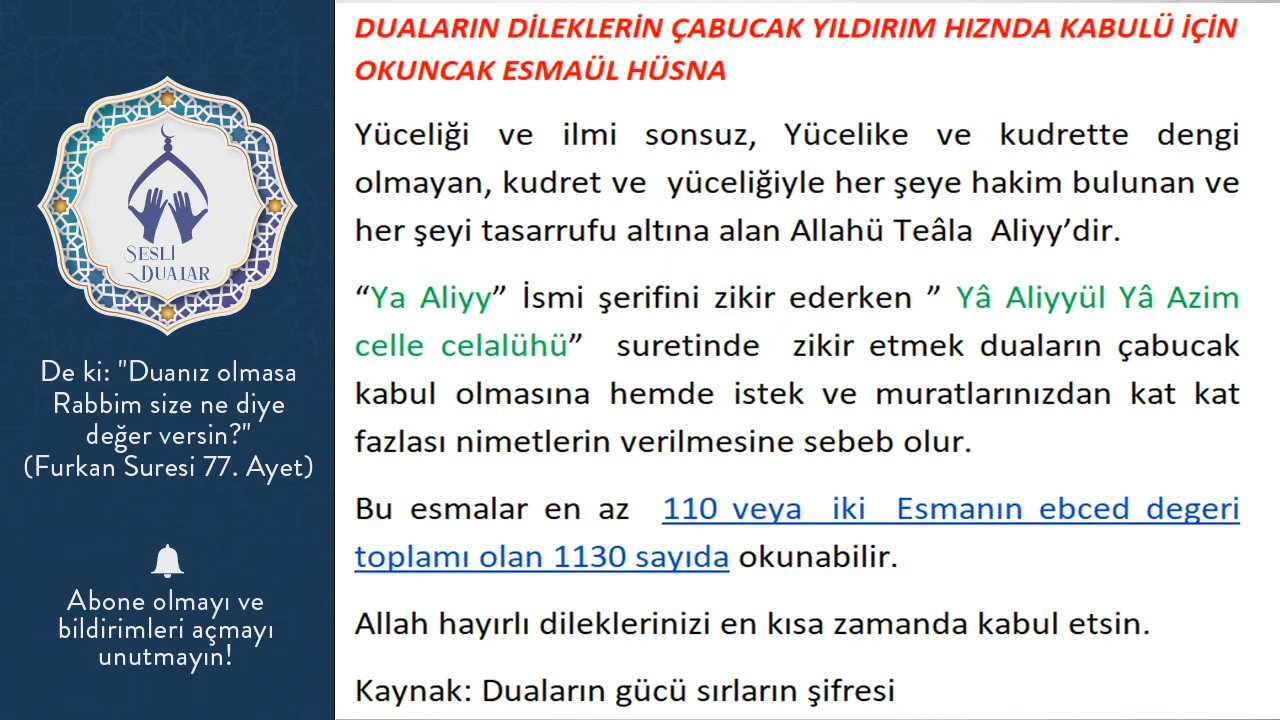 SESLİ
DUALAR
De ki: "Duanız olmasa
Rabbim size ne diye
değer versin?"
(Furkan Suresi 77. Ayet)
Abone olmayı ve
bildirimleri açmayı
unutmayın!
DUALARIN DİLEKLERİN ÇABUCAK YILDIRIM HIZNDA KABULÜ İÇİN
OKUNCAK ESMAÜL HÜSNA
Yüceliği ve ilmi sonsuz, Yücelike ve kudrette dengi
olmayan, kudret ve yüceliğiyle her şeye hakim bulunan ve
her şeyi tasarrufu altına alan Allahü Teâla Aliyy’dir.
“Ya Aliyy” İsmi şerifini zikir ederken ” Yâ Aliyyül Yâ Azim
celle celalühü” suretinde zikir etmek duaların çabucak
kabul olmasına hemde istek ve muratlarınızdan kat kat
fazlası nimetlerin verilmesine sebeb olur.
Bu esmalar en az 110 veya iki Esmanın ebced degeri
toplamı olan 1130 sayıda okunabilir.
Allah hayırlı dileklerinizi en kısa zamanda kabul etsin.
Kaynak: Duaların gücü sırların şifresi